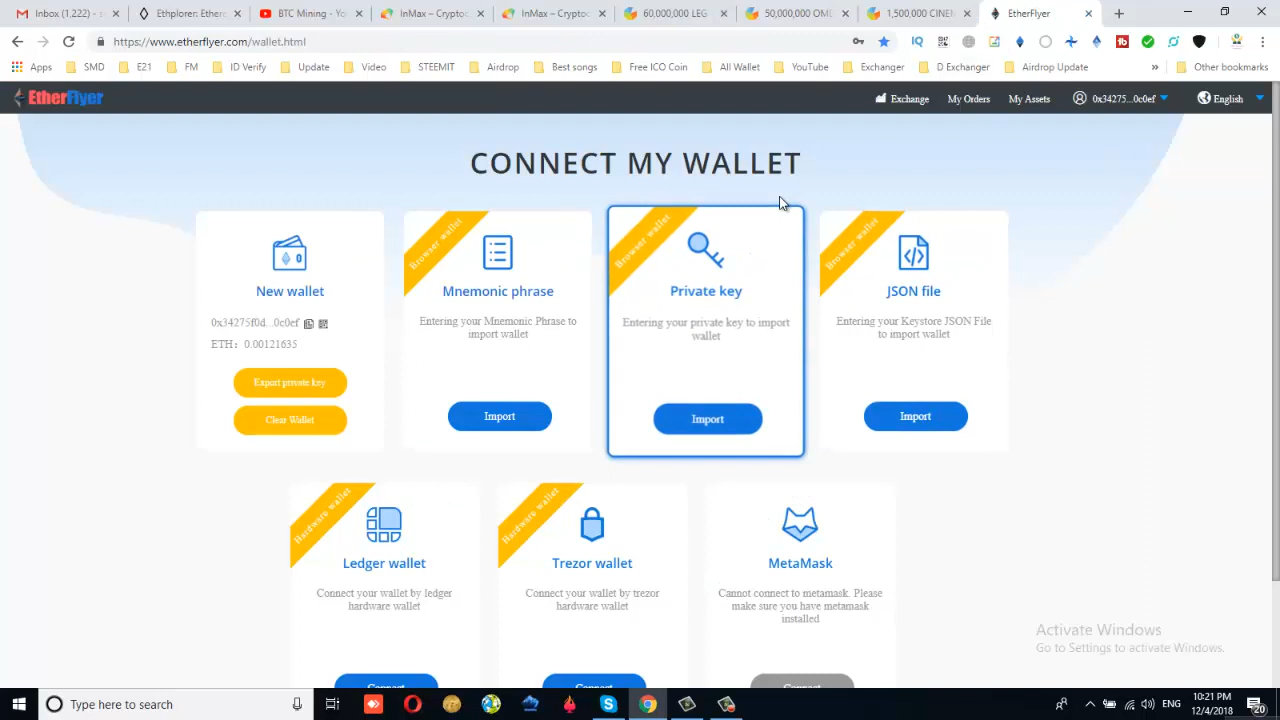 Inbox (1,222)
Ethplorer: Ether
BTC Mining - Y
InMax – Cryptoc
InMax – Cryptoc
60,000,000 LEG
50,000,000 OM
1,500,000 CINE
EtherFlyer
https://www.etherflyer.com/wallet.html
Apps
SMD
E21
FM
ID Verify
Update
Video
STEEMIT
Airdrop
Best songs
Free ICO Coin
All Wallet
YouTube
Exchanger
D Exchanger
Airdrop Update
»
Other bookmarks
EtherFlyer
Exchange
My Orders
My Assets
0x34275...0c0ef
English
CONNECT MY WALLET
New wallet
0x34275f0d...0c0ef
ETH: 0.00121635
Export private key
Clear Wallet
Browser wallet
Mnemonic phrase
Entering your Mnemonic Phrase to
import wallet
Import
Browser wallet
Private key
Entering your private key to import
wallet
Import
Browser wallet
JSON file
Entering your Keystore JSON File
to import wallet
Import
Hardware wallet
Ledger wallet
Connect your wallet by ledger
hardware wallet
Connect
Hardware wallet
Trezor wallet
Connect your wallet by trezor
hardware wallet
Connect
MetaMask
Cannot connect to metamask. Please
make sure you have metamask
installed
Connect
Activate Windows
Go to Settings to activate Windows.
Type here to search
ENG
10:21 PM
12/4/2018
20